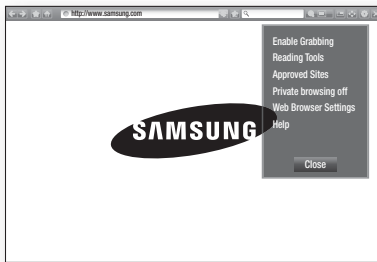 http://www.samsung.com
Enable Grabbing
Reading Tools
Approved Sites
Private browsing off
Web Browser Settings
Help
SAMSUNG
Close